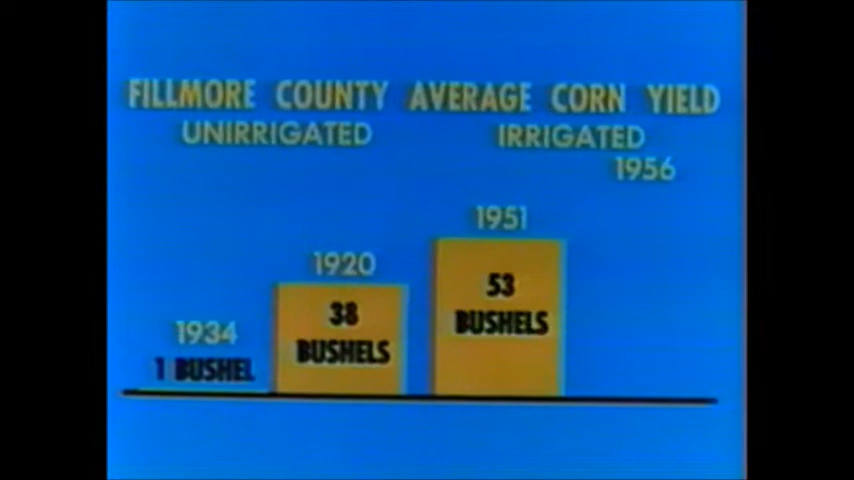 FILLMORE COUNTY AVERAGE CORN YIELD
UNIRRIGATED IRRIGATED
1956
1951
1920
53
BUSHELS
38
BUSHELS
1934
1 BUSHEL